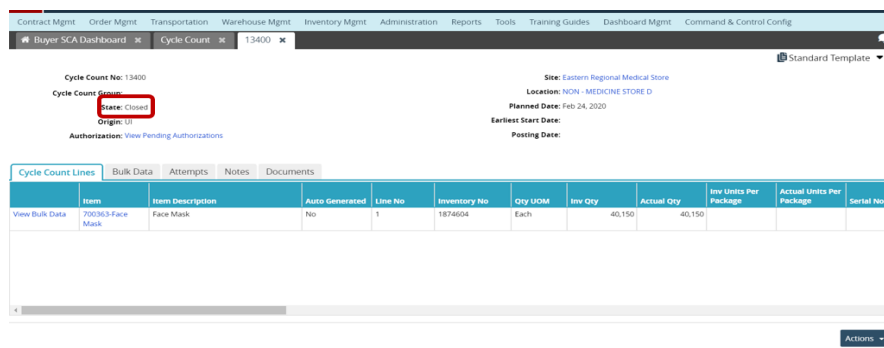 Contract Mgmt Order Mgmt Transportation Warehouse Mgmt Inventory Mgmt Administration Reports Tools Training Guides Dashboard Mgmt Command & Control Config
Buyer SCA Dashboard Cycle Count 13400
Standard Template
Cycle Count No: 13400
Cycle Count Group:
State: Closed
Origin: UI
Authorization: View Pending Authorizations
Site: Eastern Regional Medical Store
Location: NON - MEDICINE STORE D
Planned Date: Feb 24, 2020
Earliest Start Date:
Posting Date:
Cycle Count Lines Bulk Data Attempts Notes Documents
Item Item Description Auto Generated Line No Inventory No Qty UOM Inv Qty Actual Qty Inv Units Per Package Actual Units Per Package Serial No
View Bulk Data 700363-Face Mask Face Mask No 1 1874604 Each 40,150 40,150
Actions